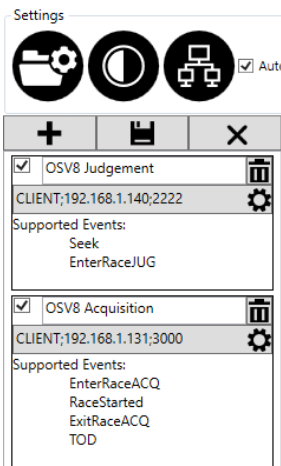 Settings
OSV8 Judgement
CLIENT;192.168.1.140;2222
Supported Events:
Seek
EnterRaceJUG
OSV8 Acquisition
CLIENT;192.168.1.131;3000
Supported Events:
EnterRaceACQ
RaceStarted
ExitRaceACQ
TOD